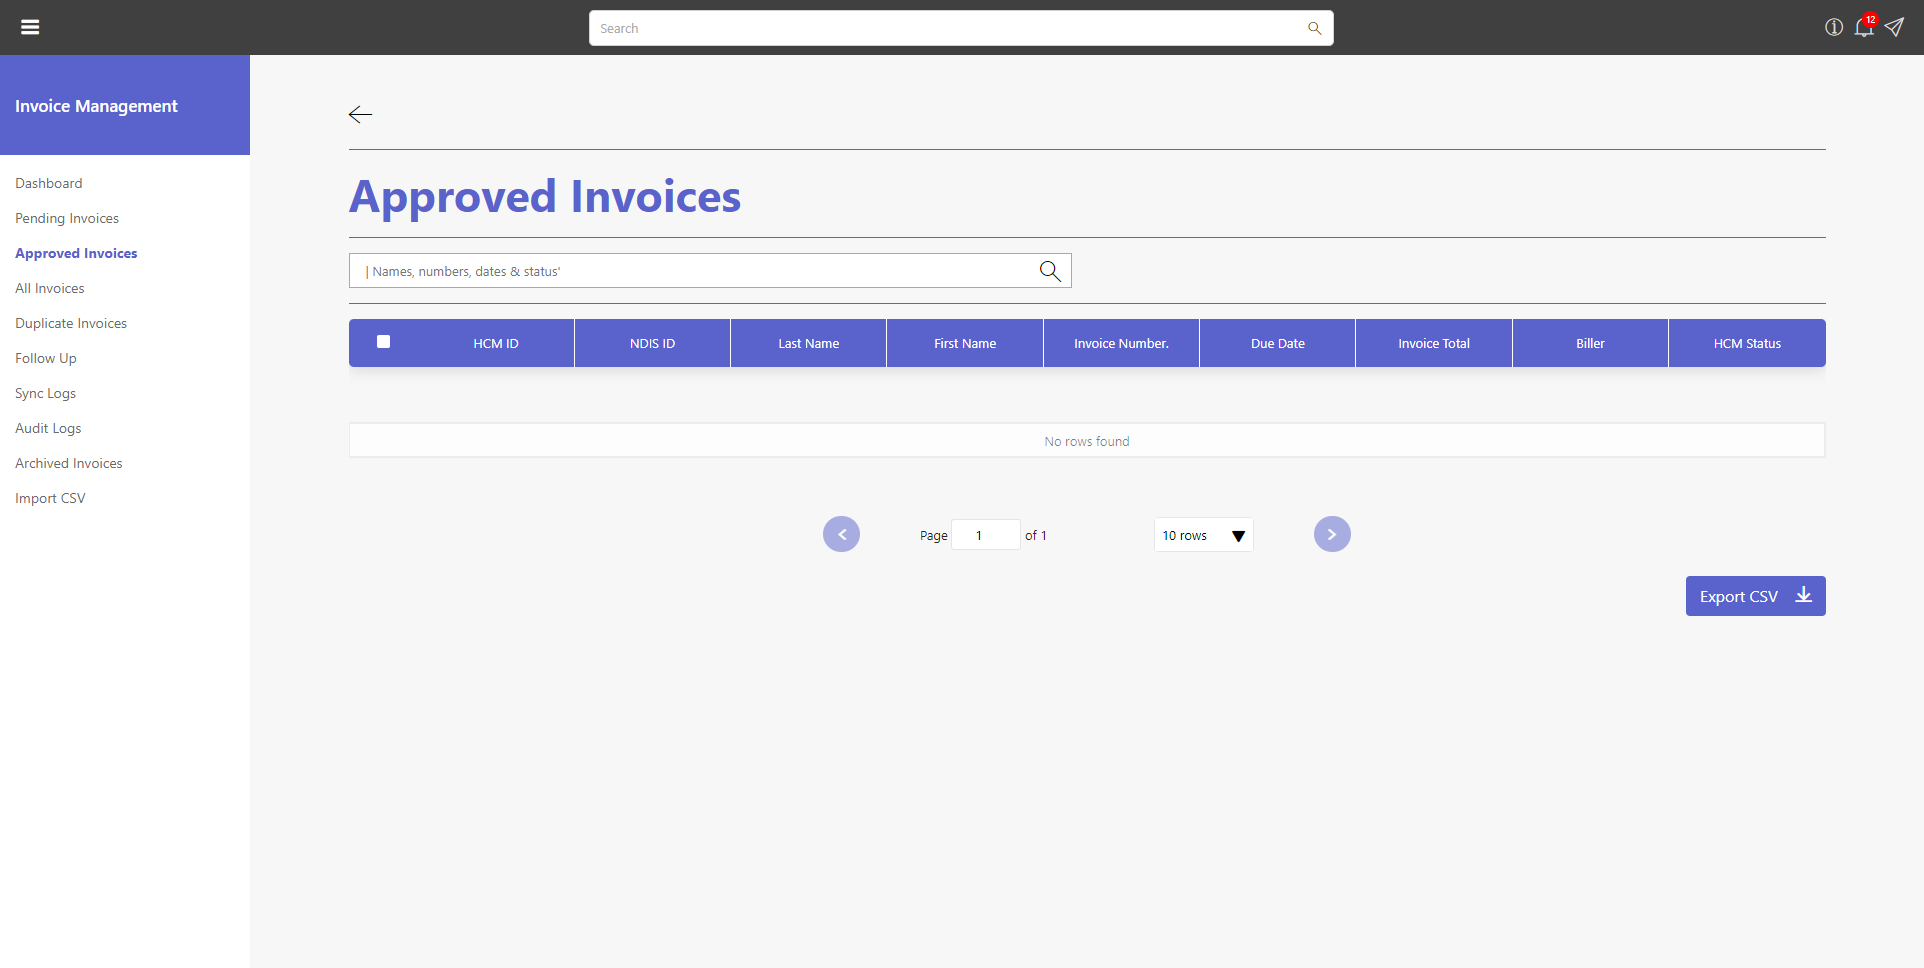 Search
12
Invoice Management
Dashboard
Pending Invoices
Approved Invoices
All Invoices
Duplicate Invoices
Follow Up
Sync Logs
Audit Logs
Archived Invoices
Import CSV
Approved Invoices
| Names, numbers, dates & status'
HCM ID NDIS ID Last Name First Name Invoice Number. Due Date Invoice Total Biller HCM Status
No rows found
Page 1 of 1 10 rows
Export CSV